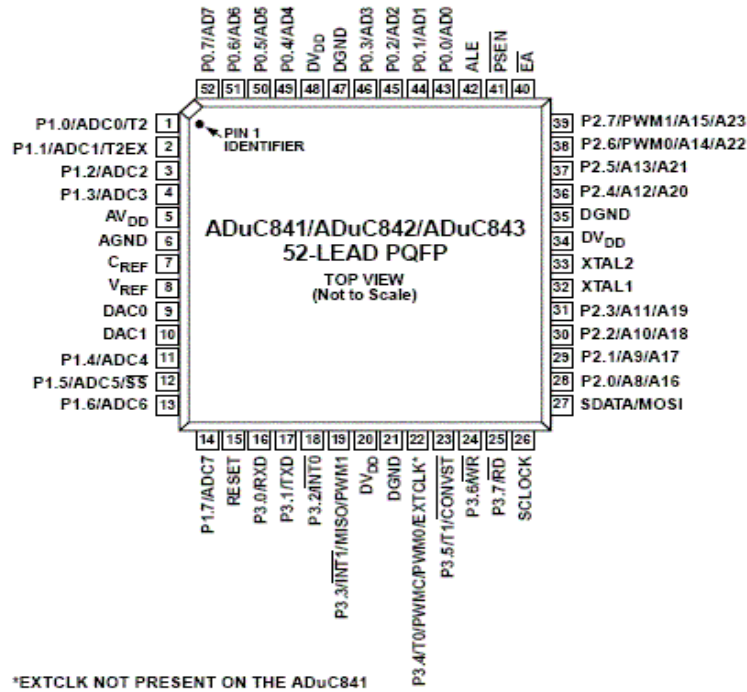 52 P0.7/AD7
51 P0.6/AD6
50 P0.5/AD5
49 P0.4/AD4
48 DVDD
47 DGND
46 P0.3/AD3
45 P0.2/AD2
44 P0.1/AD1
43 P0.0/AD0
42 ALE
41 PSEN
40 EA
P1.0/ADC0/T2 1
P1.1/ADC1/T2EX 2
P1.2/ADC2 3
P1.3/ADC3 4
AVDD 5
AGND 6
CREF 7
VREF 8
DAC0 9
DAC1 10
P1.4/ADC4 11
P1.5/ADC5/SS 12
P1.6/ADC6 13
PIN 1
IDENTIFIER
ADuC841/ADuC842/ADuC843
52-LEAD PQFP
TOP VIEW
(Not to Scale)
39 P2.7/PWM1/A15/A23
38 P2.6/PWM0/A14/A22
37 P2.5/A13/A21
36 P2.4/A12/A20
35 DGND
34 DVDD
33 XTAL2
32 XTAL1
31 P2.3/A11/A19
30 P2.2/A10/A18
29 P2.1/A9/A17
28 P2.0/A8/A16
27 SDATA/MOSI
14 P1.7/ADC7
15 RESET
16 P3.0/RXD
17 P3.1/TXD
18 P3.2/INT0
19 P3.3/INT1/MISO/PWM1
20 DVDD
21 DGND
22 P3.4/T0/PWMC/PWM0/EXTCLK*
23 P3.5/T1/CONVST
24 P3.6/WR
25 P3.7/RD
26 SCLOCK
*EXTCLK NOT PRESENT ON THE ADuC841